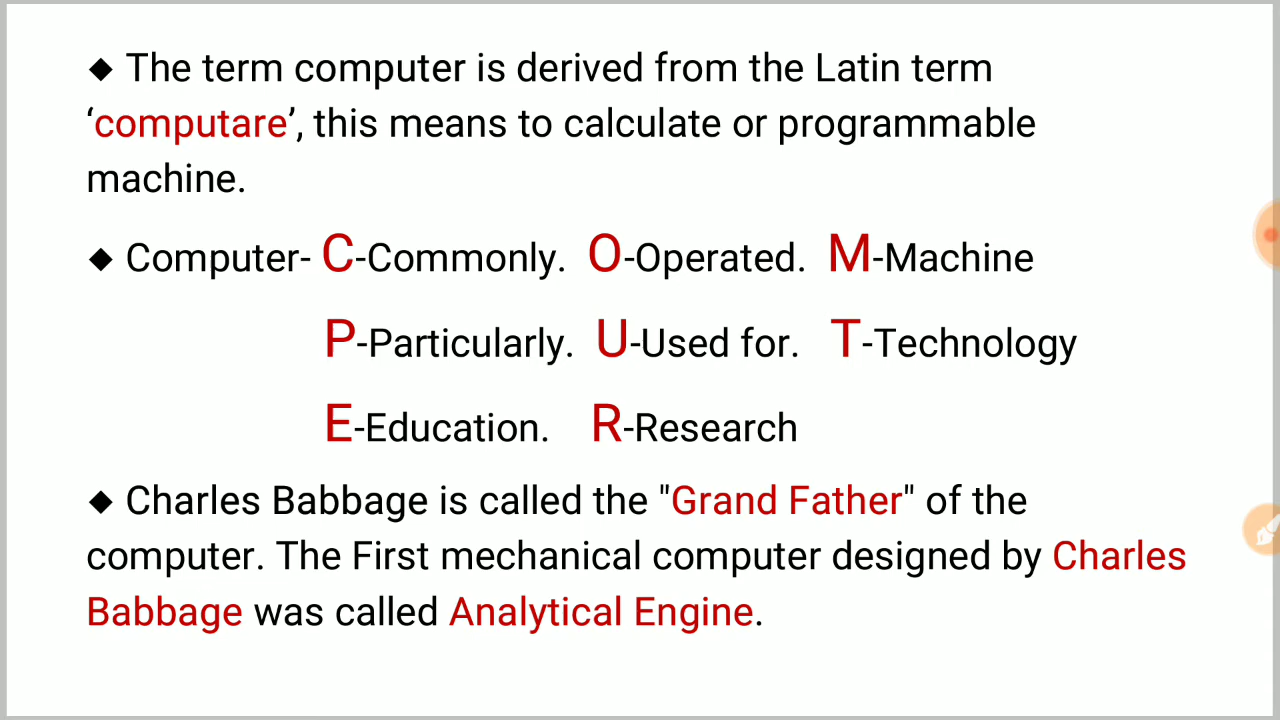 ◆ The term computer is derived from the Latin term
‘computare’, this means to calculate or programmable
machine.
◆ Computer- C-Commonly. O-Operated. M-Machine
P-Particularly. U-Used for. T-Technology
E-Education. R-Research
◆ Charles Babbage is called the "Grand Father" of the
computer. The First mechanical computer designed by Charles
Babbage was called Analytical Engine.